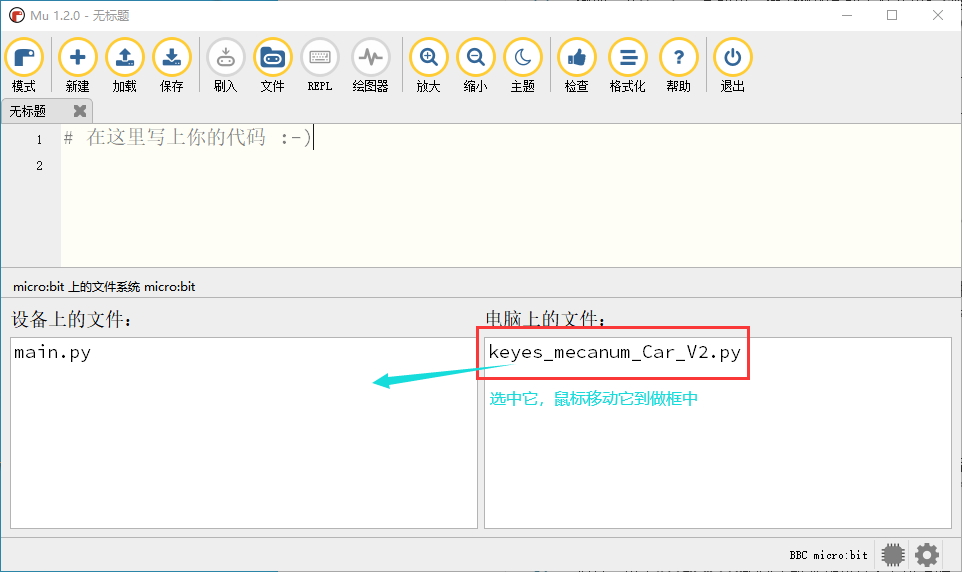 Mu 1.2.0 - 无标题
模式 新建 加载 保存 刷入 文件 REPL 绘图器 放大 缩小 主题 检查 格式化 帮助 退出
无标题
1 # 在这里写上你的代码 :-)
2
micro:bit 上的文件系统 micro:bit
设备上的文件: 电脑上的文件:
main.py keyes_mecanum_Car_V2.py
选中它，鼠标移动它到做框中
BBC micro:bit